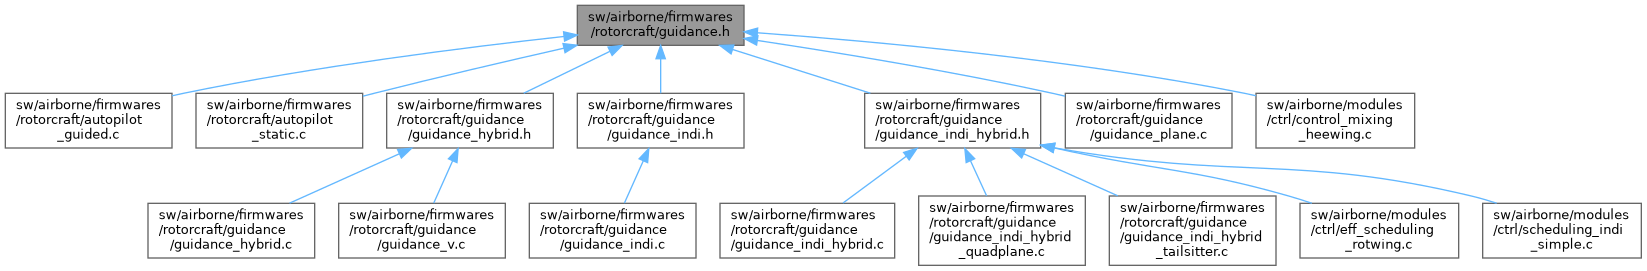 sw/airborne/firmwares
/rotorcraft/guidance.h
sw/airborne/firmwares
/rotorcraft/autopilot
_guided.c
sw/airborne/firmwares
/rotorcraft/autopilot
_static.c
sw/airborne/firmwares
/rotorcraft/guidance
/guidance_hybrid.h
sw/airborne/firmwares
/rotorcraft/guidance
/guidance_indi.h
sw/airborne/firmwares
/rotorcraft/guidance
/guidance_indi_hybrid.h
sw/airborne/firmwares
/rotorcraft/guidance
/guidance_plane.c
sw/airborne/modules
/ctrl/control_mixing
_heewing.c
sw/airborne/firmwares
/rotorcraft/guidance
/guidance_hybrid.c
sw/airborne/firmwares
/rotorcraft/guidance
/guidance_v.c
sw/airborne/firmwares
/rotorcraft/guidance
/guidance_indi.c
sw/airborne/firmwares
/rotorcraft/guidance
/guidance_indi_hybrid.c
sw/airborne/firmwares
/rotorcraft/guidance
/guidance_indi_hybrid
_quadplane.c
sw/airborne/firmwares
/rotorcraft/guidance
/guidance_indi_hybrid
_tailsitter.c
sw/airborne/modules
/ctrl/eff_scheduling
_rotwing.c
sw/airborne/modules
/ctrl/scheduling_indi
_simple.c